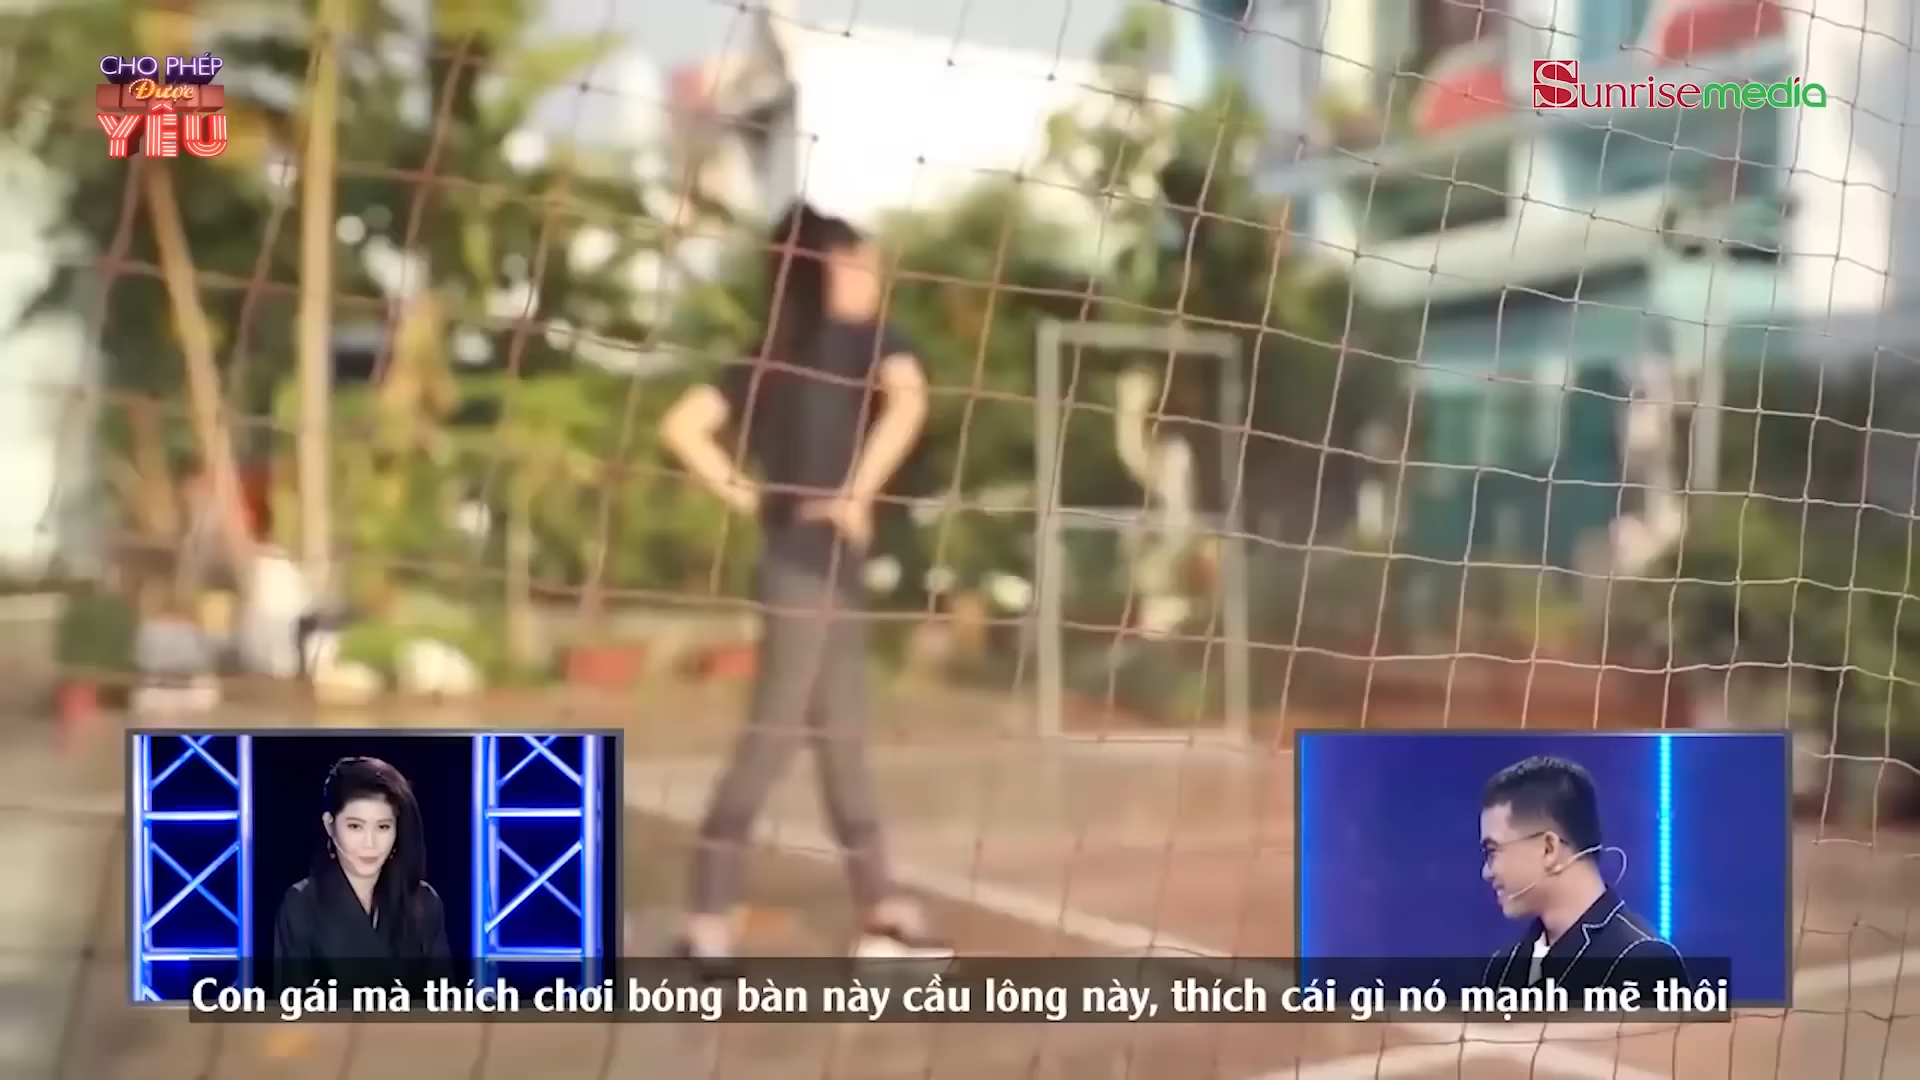 CHO PHÉP
Được
YÊU
Sunrisemedia
Con gái mà thích chơi bóng bàn này cầu lông này, thích cái gì nó mạnh mẽ thôi